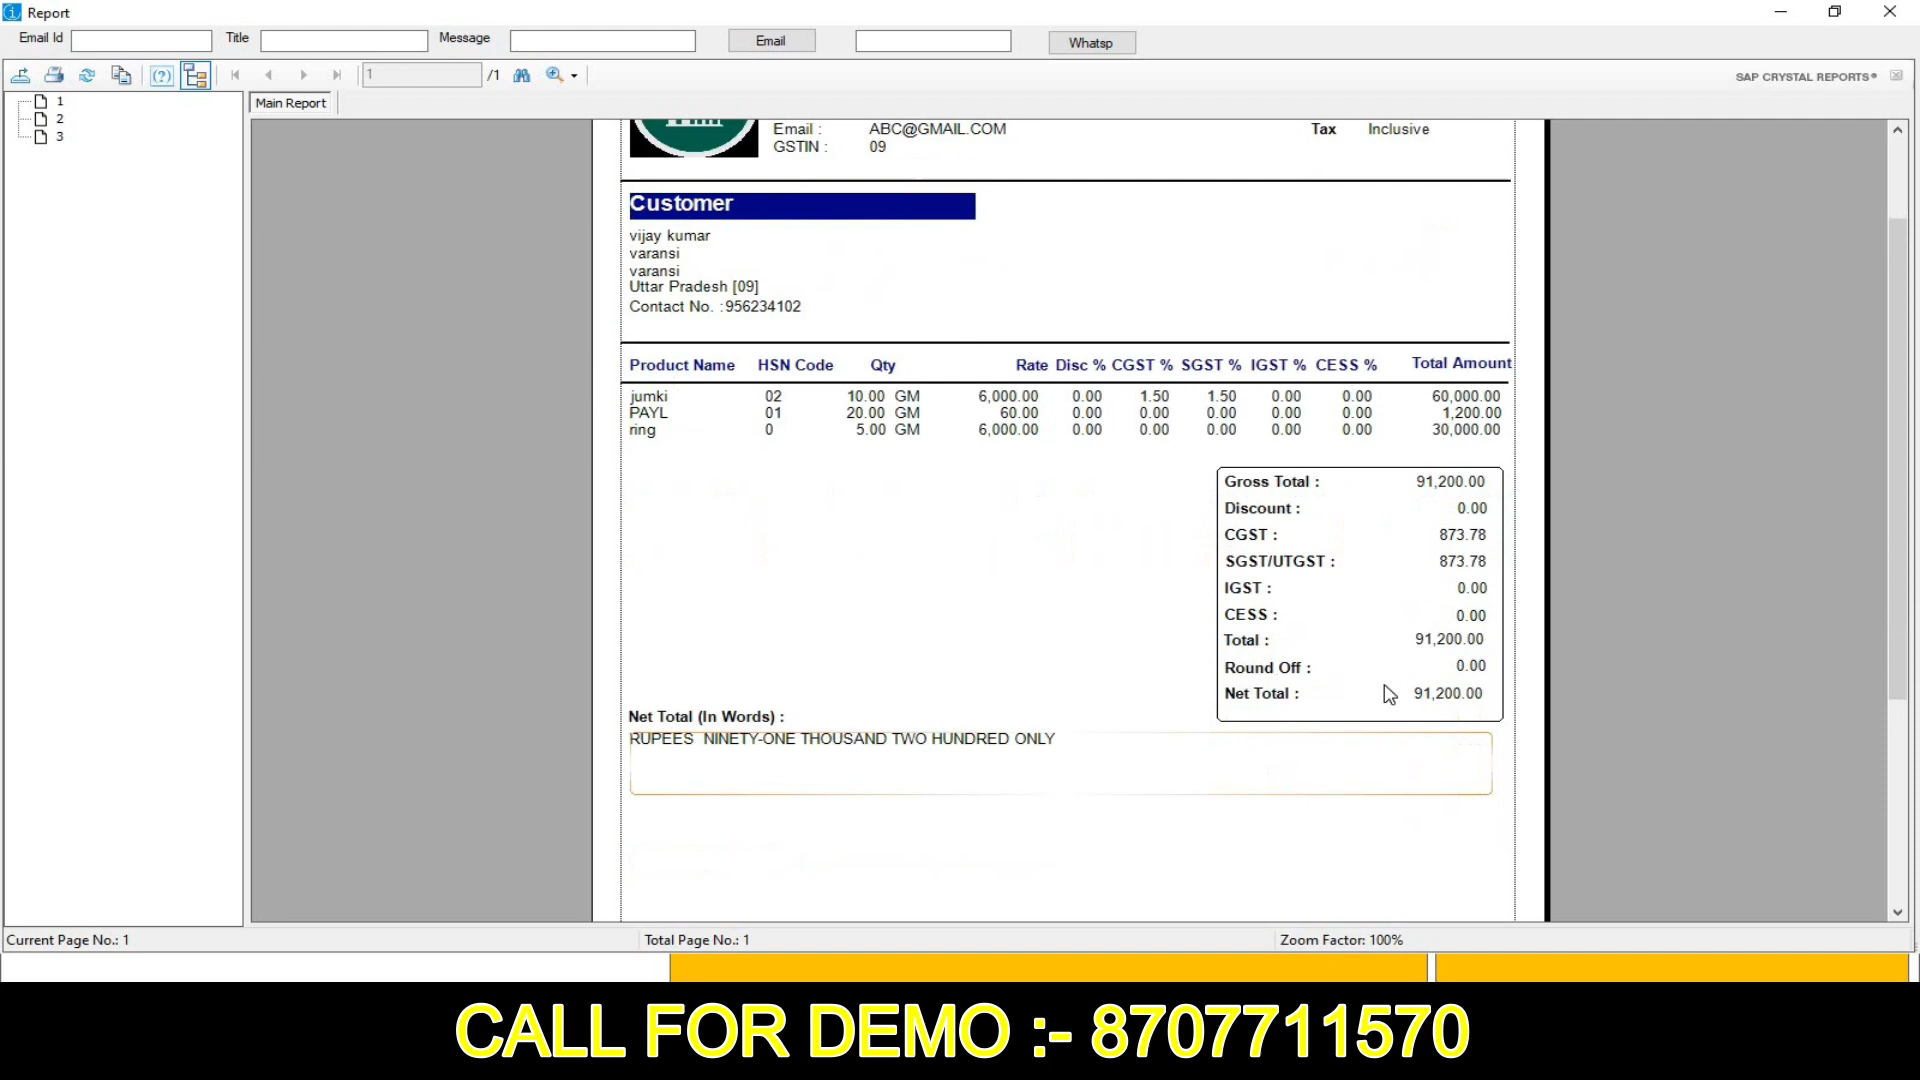 Report
Email Id Title Message Email Whatsp
1 /1 SAP CRYSTAL REPORTS®
1
2
3
Main Report
Email : ABC@GMAIL.COM Tax Inclusive
GSTIN : 09
Customer
vijay kumar
varansi
varansi
Uttar Pradesh [09]
Contact No. :956234102
Product Name HSN Code Qty Rate Disc % CGST % SGST % IGST % CESS % Total Amount
jumki 02 10.00 GM 6,000.00 0.00 1.50 1.50 0.00 0.00 60,000.00
PAYL 01 20.00 GM 60.00 0.00 0.00 0.00 0.00 0.00 1,200.00
ring 0 5.00 GM 6,000.00 0.00 0.00 0.00 0.00 0.00 30,000.00
Gross Total : 91,200.00
Discount : 0.00
CGST : 873.78
SGST/UTGST : 873.78
IGST : 0.00
CESS : 0.00
Total : 91,200.00
Round Off : 0.00
Net Total : 91,200.00
Net Total (In Words) :
RUPEES NINETY-ONE THOUSAND TWO HUNDRED ONLY
Current Page No.: 1 Total Page No.: 1 Zoom Factor: 100%
CALL FOR DEMO :- 8707711570